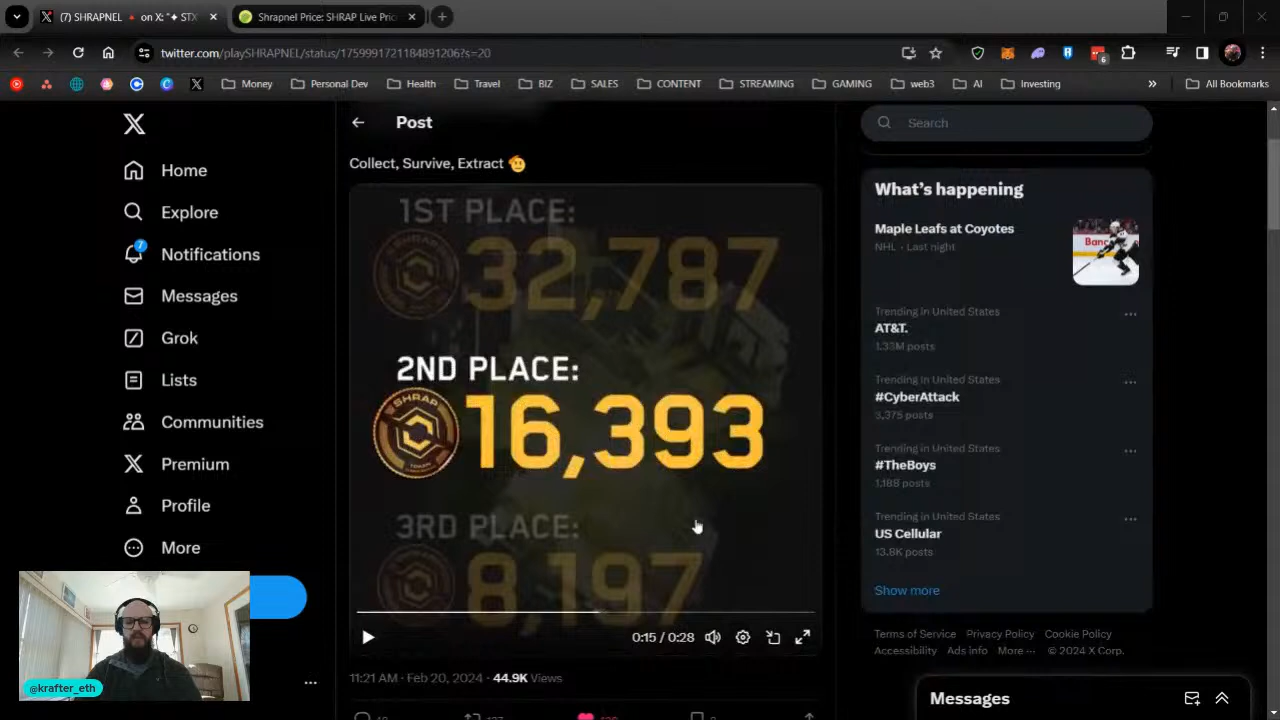 (7) SHRAPNEL 🔺 on X: "✦ STX
Shrapnel Price: SHRAP Live Pric
twitter.com/playSHRAPNEL/status/1759991721184891206?s=20
6
Money
Personal Dev
Health
Travel
BIZ
SALES
CONTENT
STREAMING
GAMING
web3
AI
Investing
All Bookmarks
Home
Explore
7
Notifications
Messages
Grok
Lists
Communities
Premium
Profile
More
@krafter_eth
Post
Collect, Survive, Extract 🫡
1ST PLACE:
32,787
2ND PLACE:
SHRAP
16,393
3RD PLACE:
8,197
0:15 / 0:28
11:21 AM · Feb 20, 2024 · 44.9K Views
Search
What's happening
Maple Leafs at Coyotes
NHL · Last night
Trending in United States
AT&T.
1.33M posts
Trending in United States
#CyberAttack
3,375 posts
Trending in United States
#TheBoys
1,188 posts
Trending in United States
US Cellular
13.8K posts
Show more
Terms of Service Privacy Policy Cookie Policy
Accessibility Ads info More ··· © 2024 X Corp.
Messages